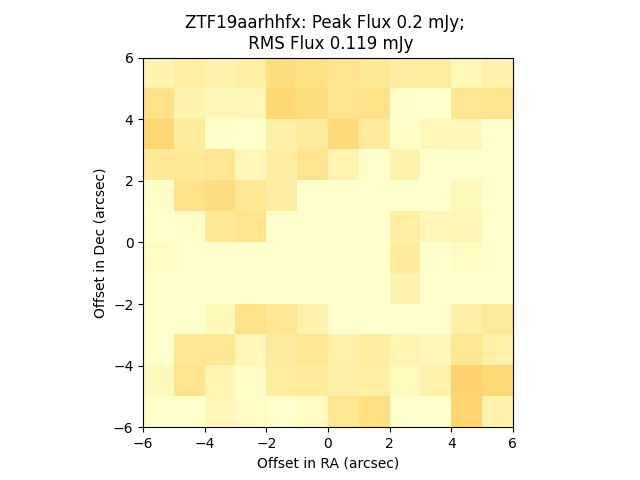 ZTF19aarhhfx: Peak Flux 0.2 mJy;
RMS Flux 0.119 mJy
6
4
2
0
−2
−4
−6
Offset in Dec (arcsec)
−6 −4 −2 0 2 4 6
Offset in RA (arcsec)